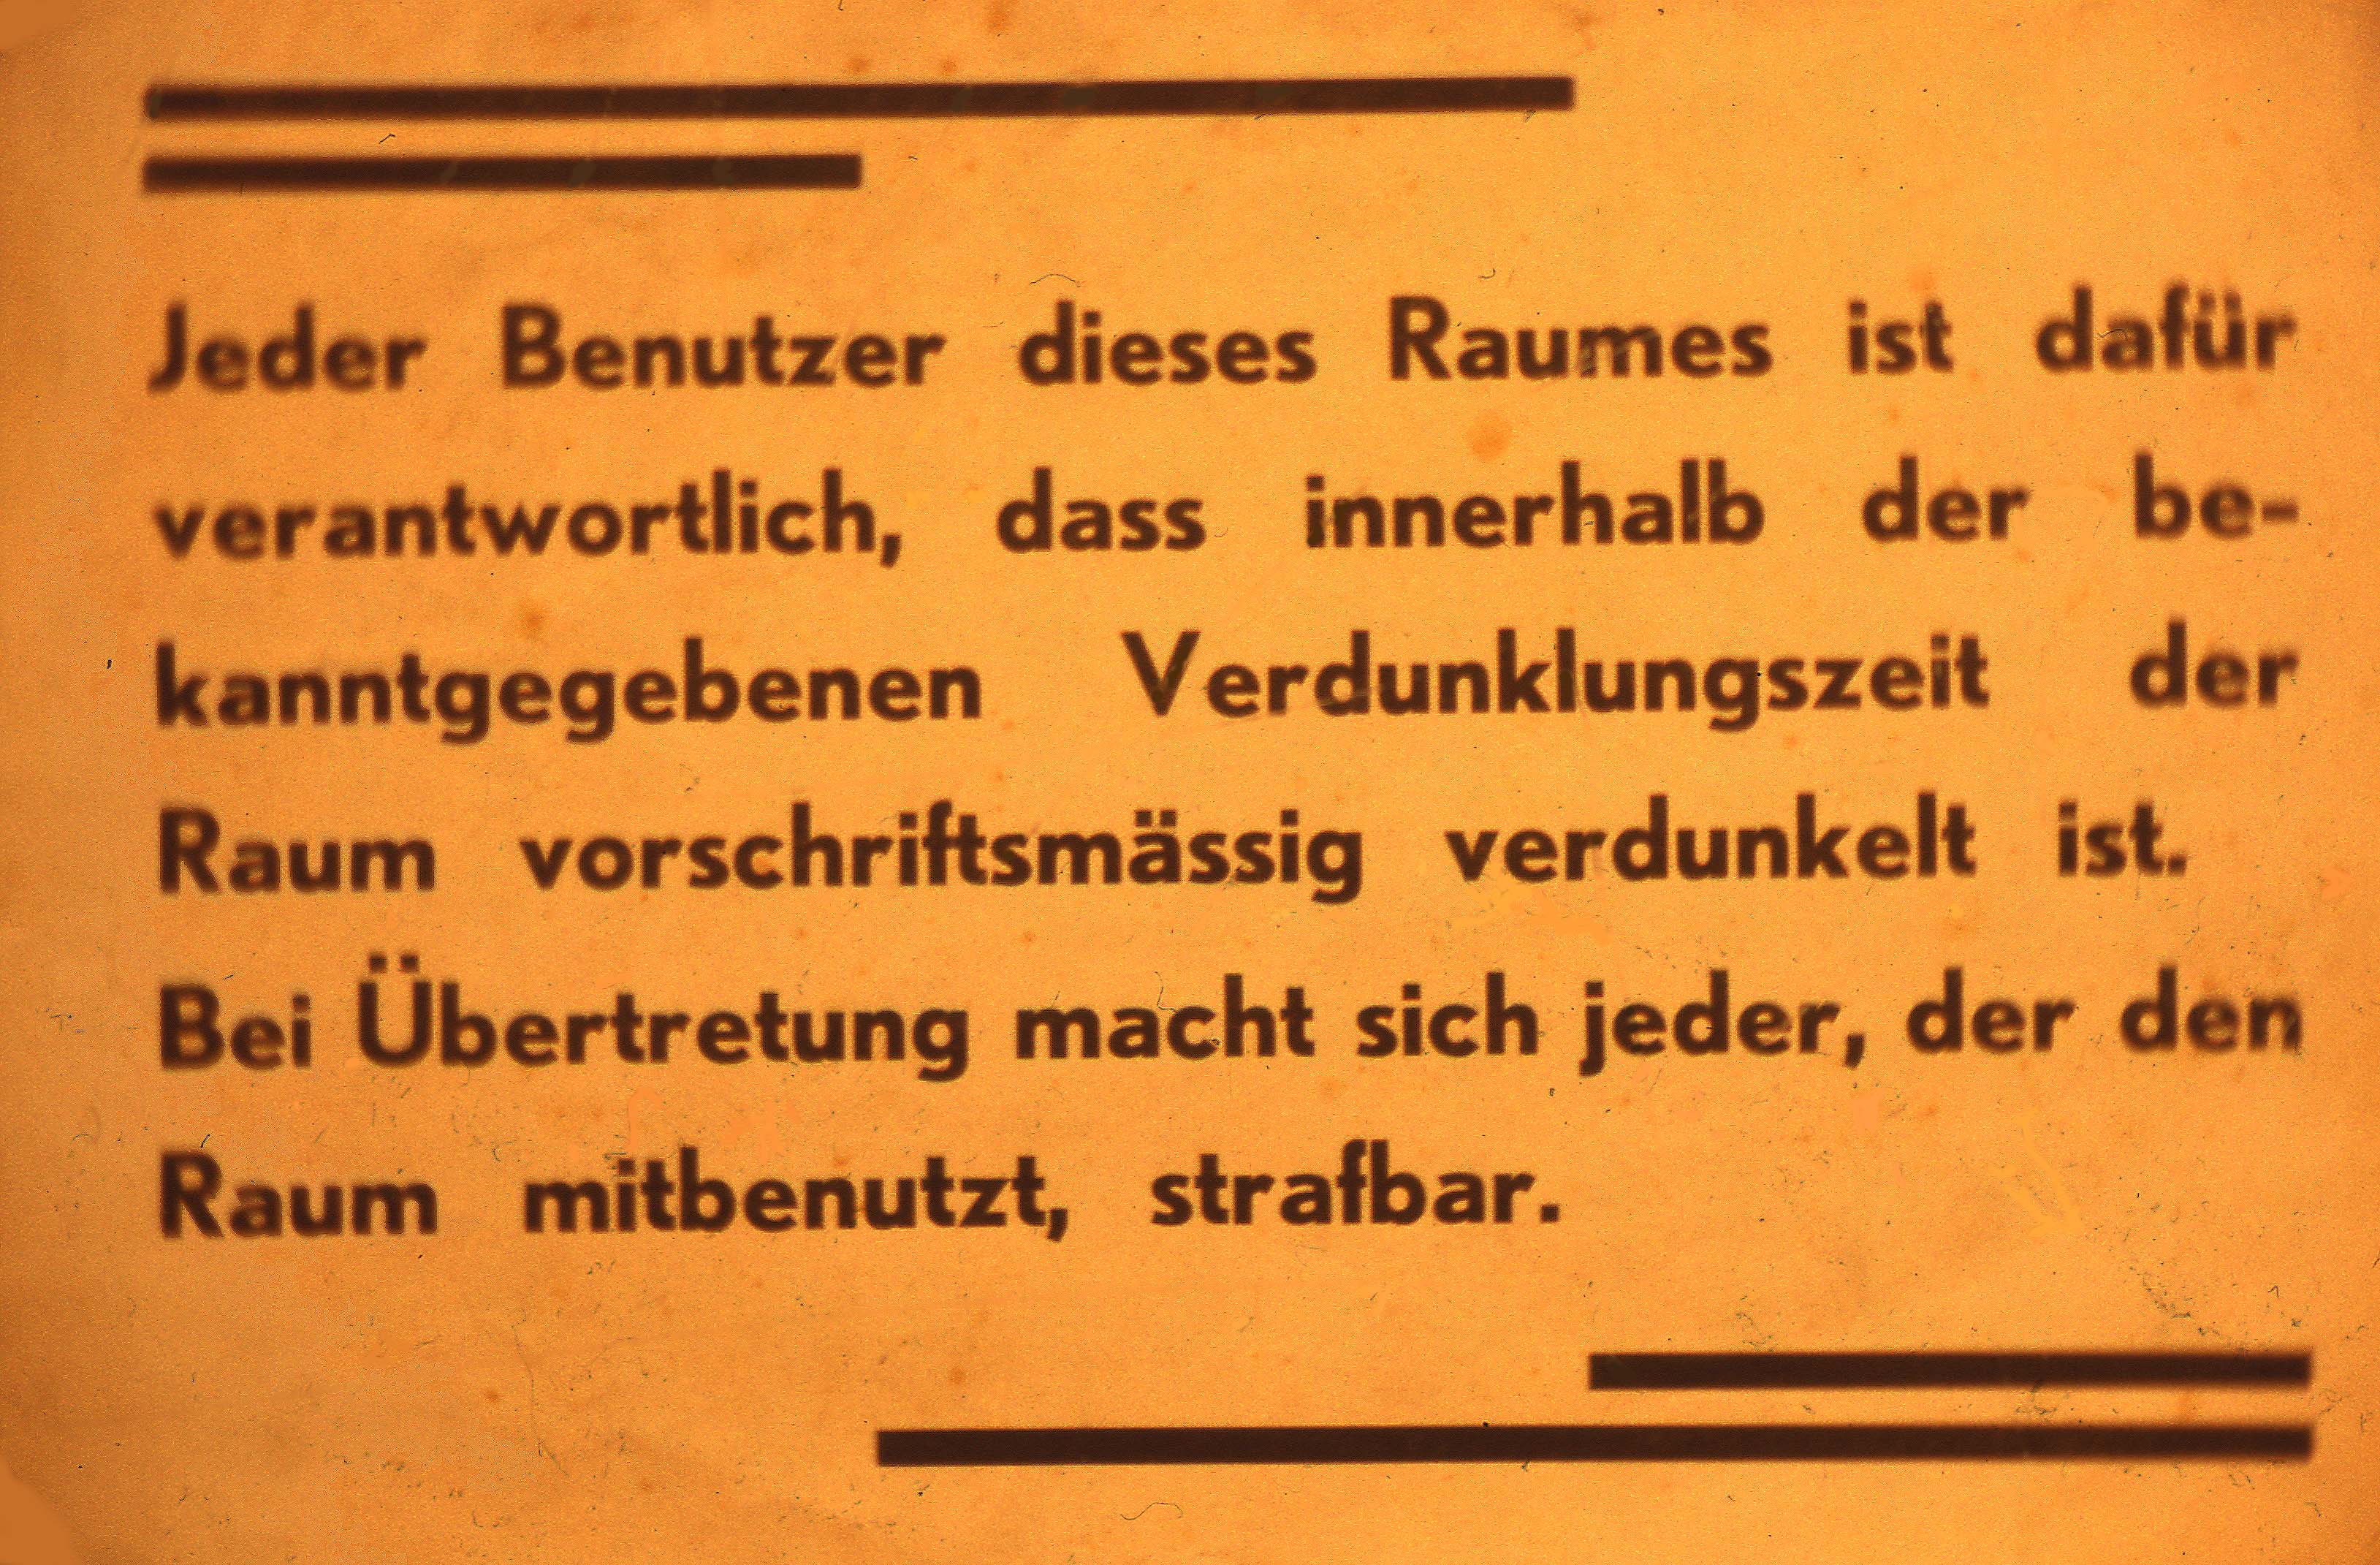 Jeder Benutzer dieses Raumes ist dafür
verantwortlich, dass innerhalb der be-
kanntgegebenen Verdunklungszeit der
Raum vorschriftsmässig verdunkelt ist.
Bei Übertretung macht sich jeder, der den
Raum mitbenutzt, strafbar.